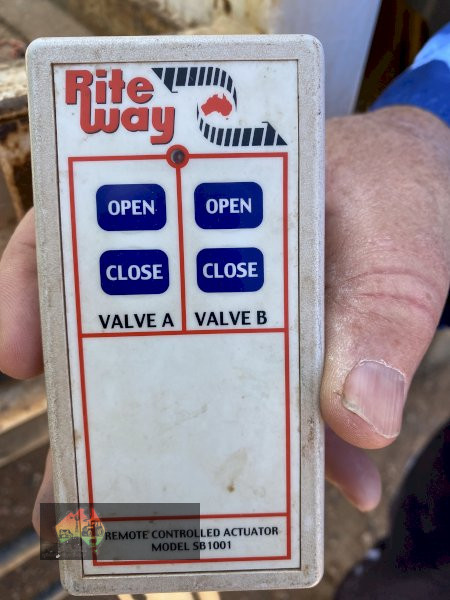 Rite
Way
OPEN OPEN
CLOSE CLOSE
VALVE A VALVE B
REMOTE CONTROLLED ACTUATOR
MODEL SB1001